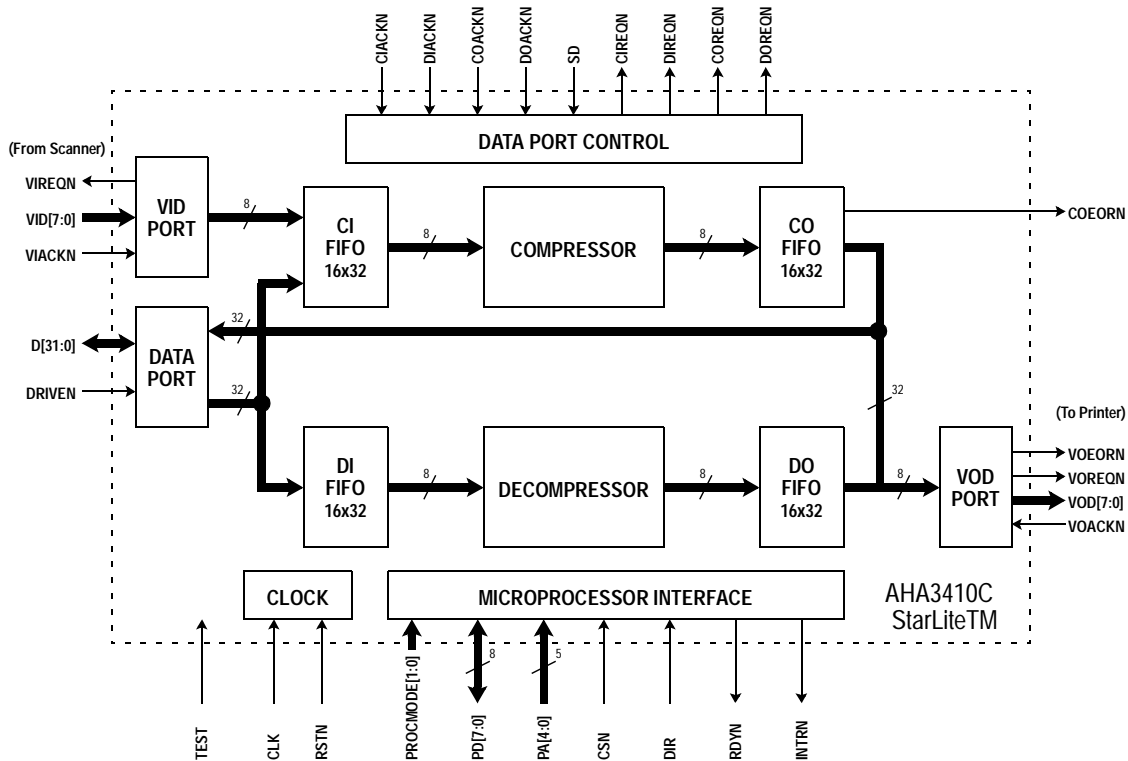 CIACKN
DIACKN
COACKN
DOACKN
SD
CIREQN
DIREQN
COREQN
DOREQN
DATA PORT CONTROL
(From Scanner)
VIREQN
VID[7:0]
VIACKN
VID
PORT
8
CI
FIFO
16x32
8
COMPRESSOR
8
CO
FIFO
16x32
COEORN
D[31:0]
DRIVEN
DATA
PORT
32
32
32
DI
FIFO
16x32
8
DECOMPRESSOR
8
DO
FIFO
16x32
8
VOD
PORT
(To Printer)
VOEORN
VOREQN
VOD[7:0]
VOACKN
CLOCK
MICROPROCESSOR INTERFACE
AHA3410C
StarLiteTM
TEST
CLK
RSTN
PROCMODE[1:0]
PD[7:0]
8
PA[4:0]
5
CSN
DIR
RDYN
INTRN